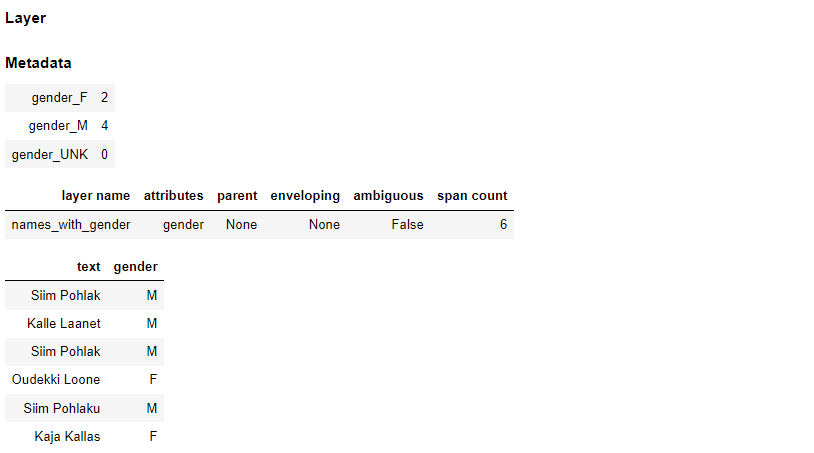 Layer
Metadata
gender_F 2
gender_M 4
gender_UNK 0
layer name attributes parent enveloping ambiguous span count
names_with_gender gender None None False 6
text gender
Siim Pohlak M
Kalle Laanet M
Siim Pohlak M
Oudekki Loone F
Siim Pohlaku M
Kaja Kallas F